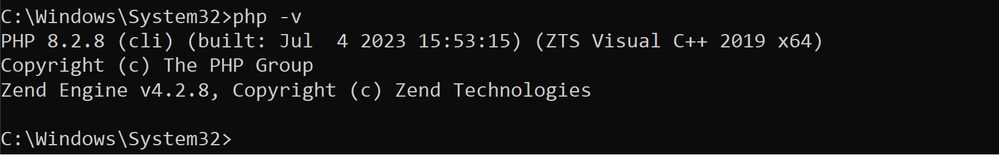 C:\Windows\System32>php -v
PHP 8.2.8 (cli) (built: Jul  4 2023 15:53:15) (ZTS Visual C++ 2019 x64)
Copyright (c) The PHP Group
Zend Engine v4.2.8, Copyright (c) Zend Technologies
C:\Windows\System32>